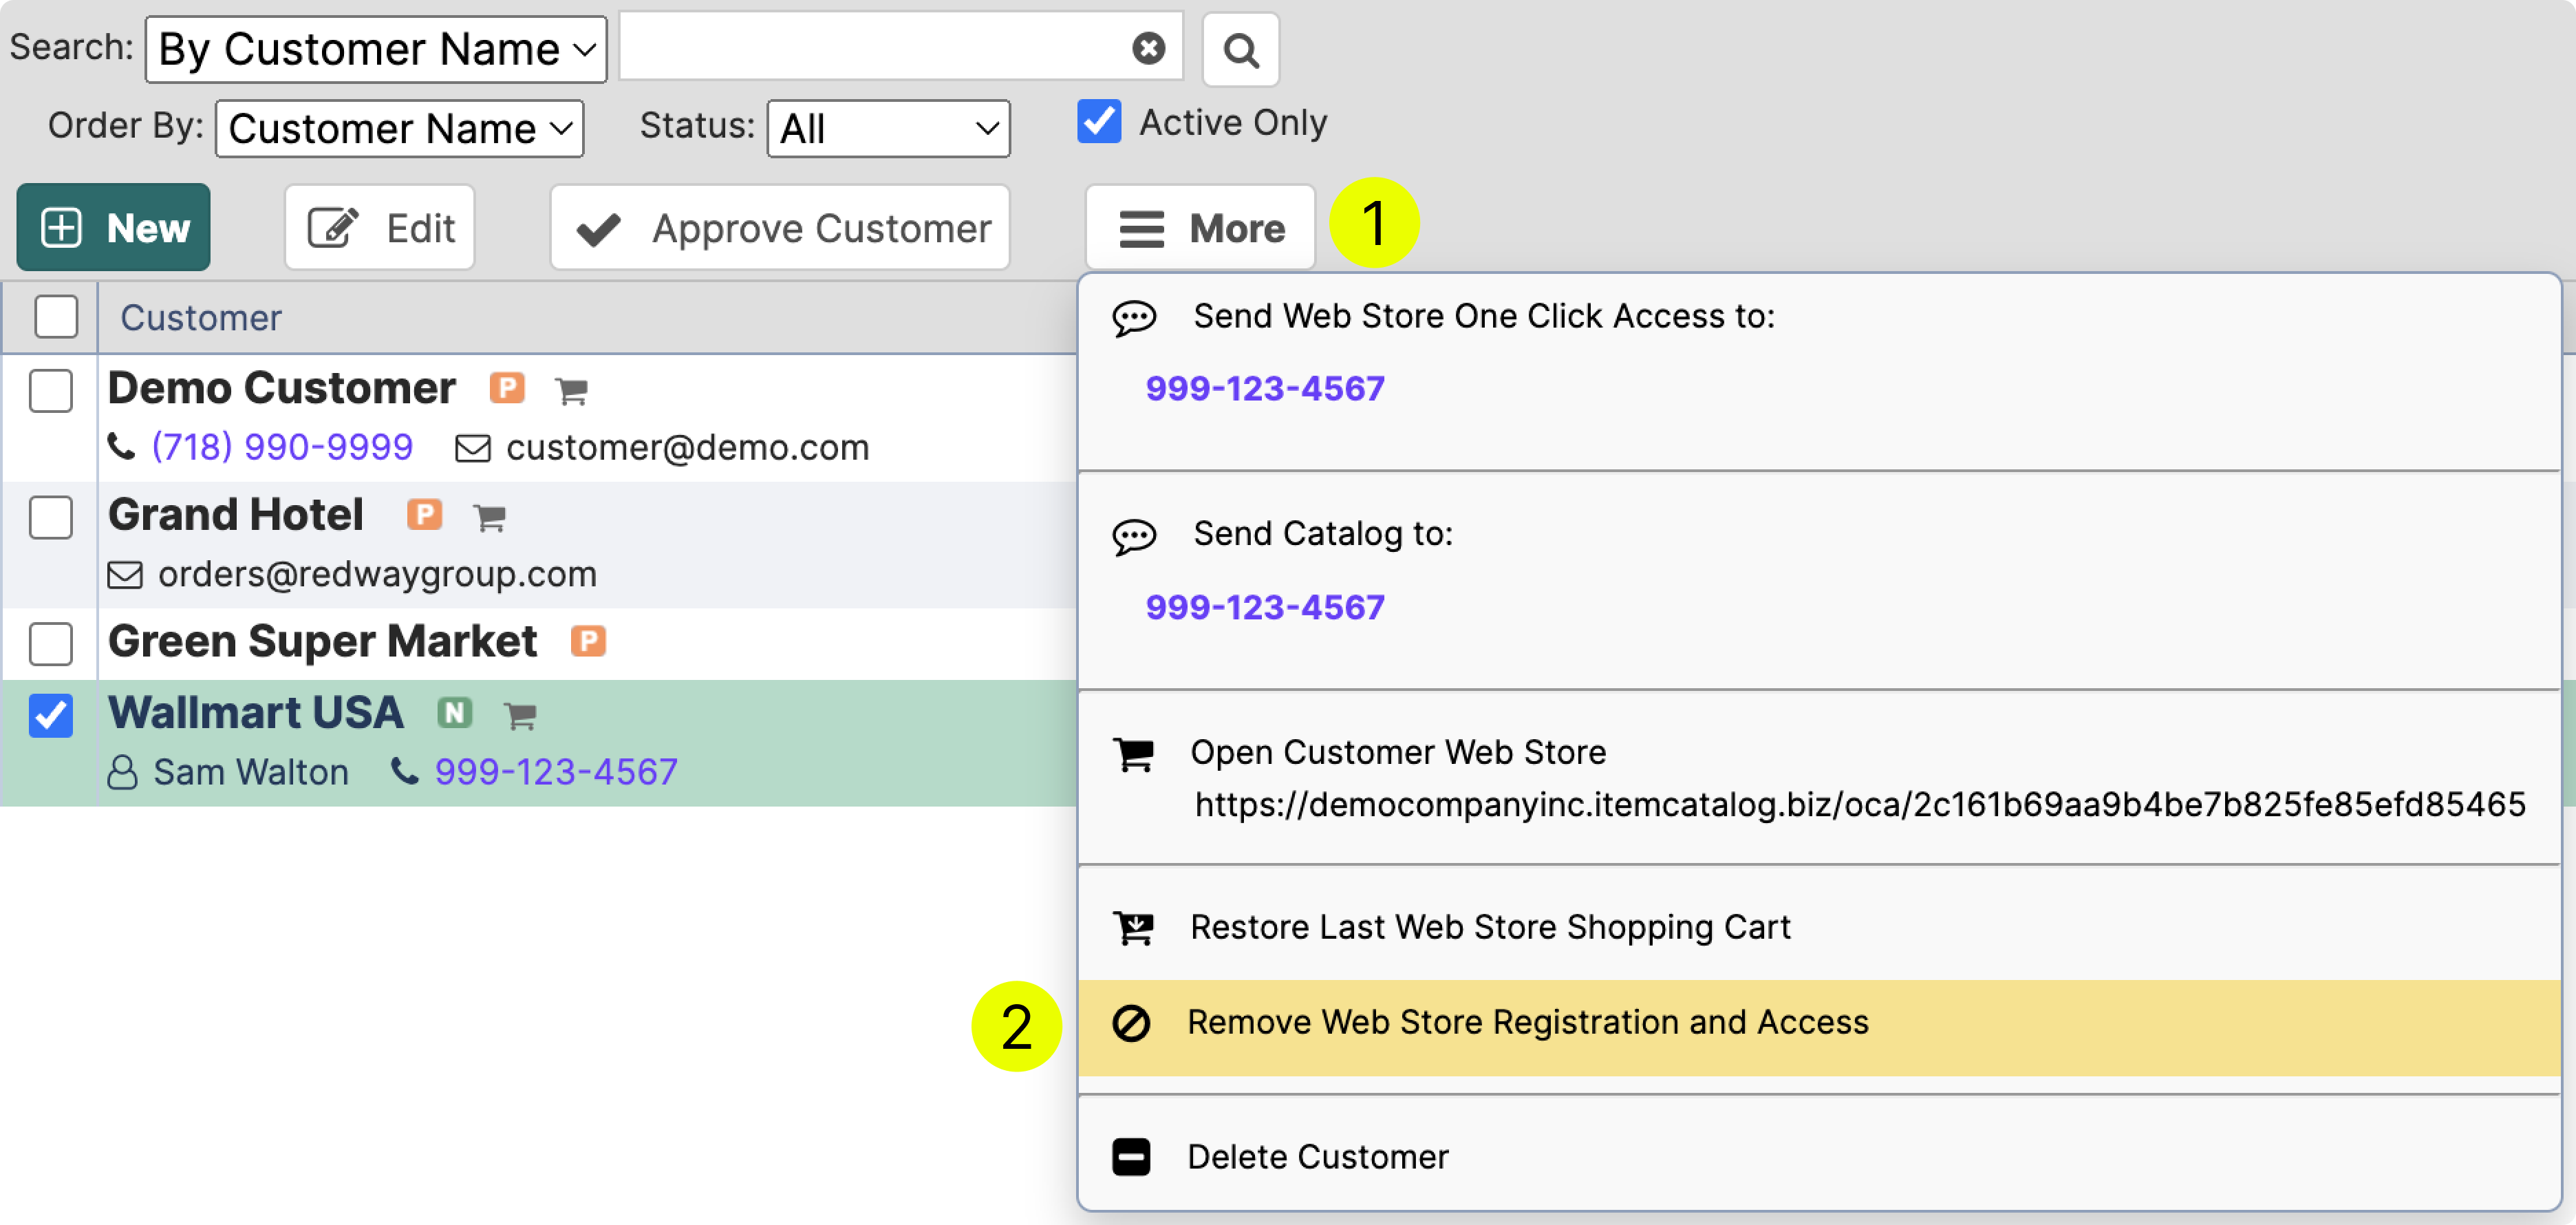 Search: By Customer Name
Order By: Customer Name Status: All Active Only
New Edit Approve Customer More 1
Customer
Demo Customer P
(718) 990-9999 customer@demo.com
Grand Hotel P
orders@redwaygroup.com
Green Super Market P
Wallmart USA N
Sam Walton 999-123-4567
Send Web Store One Click Access to:
999-123-4567
Send Catalog to:
999-123-4567
Open Customer Web Store
https://democompanyinc.itemcatalog.biz/oca/2c161b69aa9b4be7b825fe85efd85465
Restore Last Web Store Shopping Cart
2 Remove Web Store Registration and Access
Delete Customer